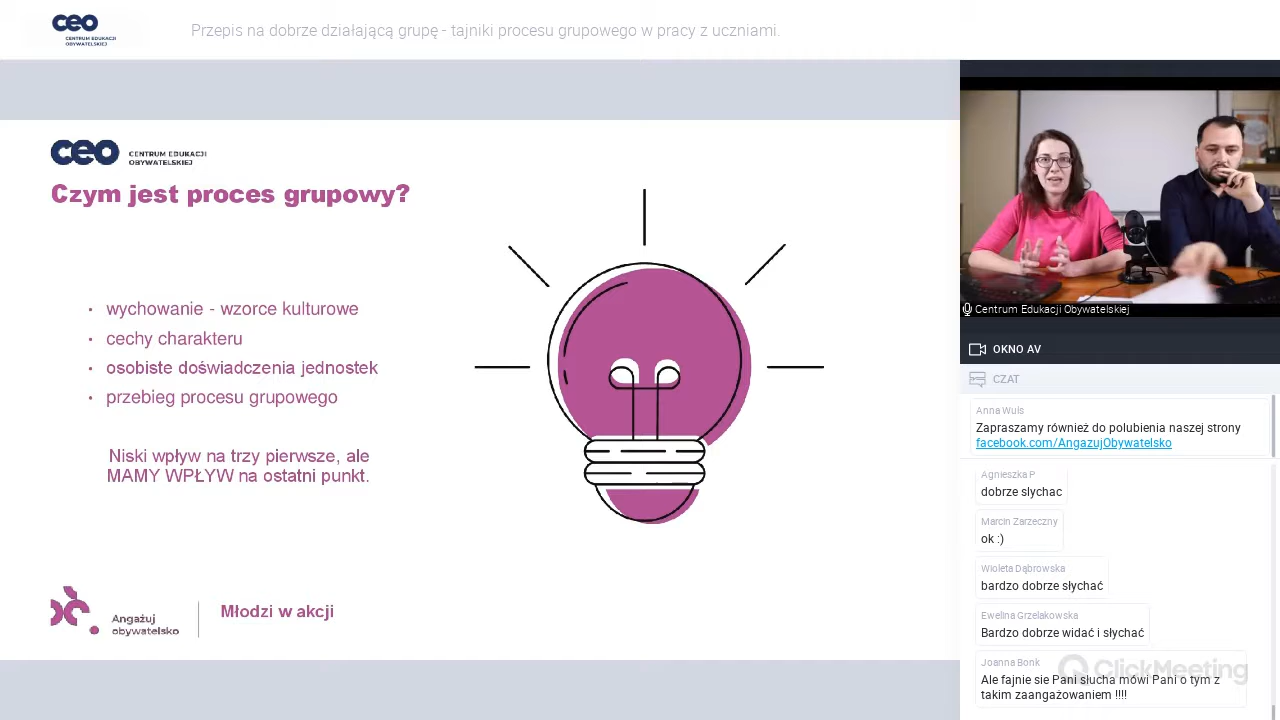 ceo
CENTRUM EDUKACJI
OBYWATELSKIEJ
Przepis na dobrze działającą grupę - tajniki procesu grupowego w pracy z uczniami.
ceo
CENTRUM EDUKACJI
OBYWATELSKIEJ
Czym jest proces grupowy?
• wychowanie - wzorce kulturowe
• cechy charakteru
• osobiste doświadczenia jednostek
• przebieg procesu grupowego
Niski wpływ na trzy pierwsze, ale
MAMY WPŁYW na ostatni punkt.
Angażuj
obywatelsko
Młodzi w akcji
Centrum Edukacji Obywatelskiej
OKNO AV
CZAT
Anna Wuls
Zapraszamy również do polubienia naszej strony
facebook.com/AngazujObywatelsko
Agnieszka P
dobrze slychac
Marcin Zarzeczny
ok :)
Wioleta Dąbrowska
bardzo dobrze słychać
Ewelina Grzelakowska
Bardzo dobrze widać i słychać
Joanna Bonk
Ale fajnie sie Pani słucha mówi Pani o tym z
takim zaangażowaniem !!!!
ClickMeeting